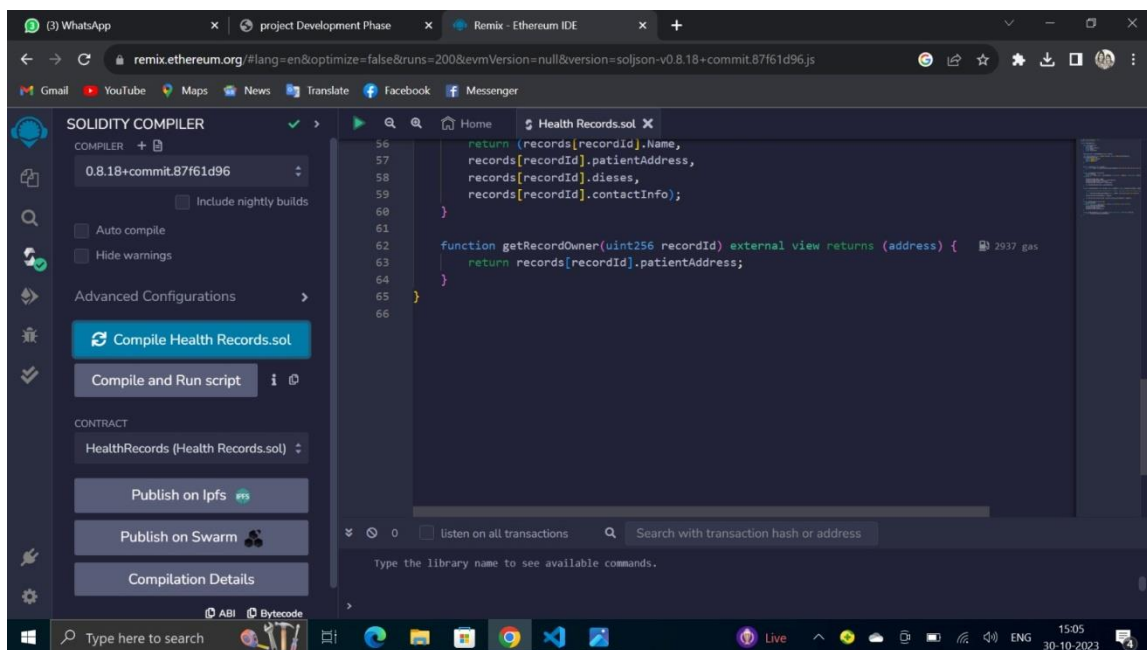 (3) WhatsApp
project Development Phase
Remix - Ethereum IDE
remix.ethereum.org/#lang=en&optimize=false&runs=200&evmVersion=null&version=soljson-v0.8.18+commit.87f61d96.js
Gmail YouTube Maps News Translate Facebook Messenger
SOLIDITY COMPILER
COMPILER
0.8.18+commit.87f61d96
Include nightly builds
Auto compile
Hide warnings
Advanced Configurations
Compile Health Records.sol
Compile and Run script
CONTRACT
HealthRecords (Health Records.sol)
Publish on Ipfs IPFS
Publish on Swarm
Compilation Details
ABI Bytecode
Home Health Records.sol
56 return (records[recordId].Name,
57 records[recordId].patientAddress,
58 records[recordId].dieses,
59 records[recordId].contactInfo);
60 }
61
62 function getRecordOwner(uint256 recordId) external view returns (address) { 2937 gas
63 return records[recordId].patientAddress;
64 }
65 }
66
0 listen on all transactions Search with transaction hash or address
Type the library name to see available commands.
>
Type here to search
Live
ENG
15:05
30-10-2023
4